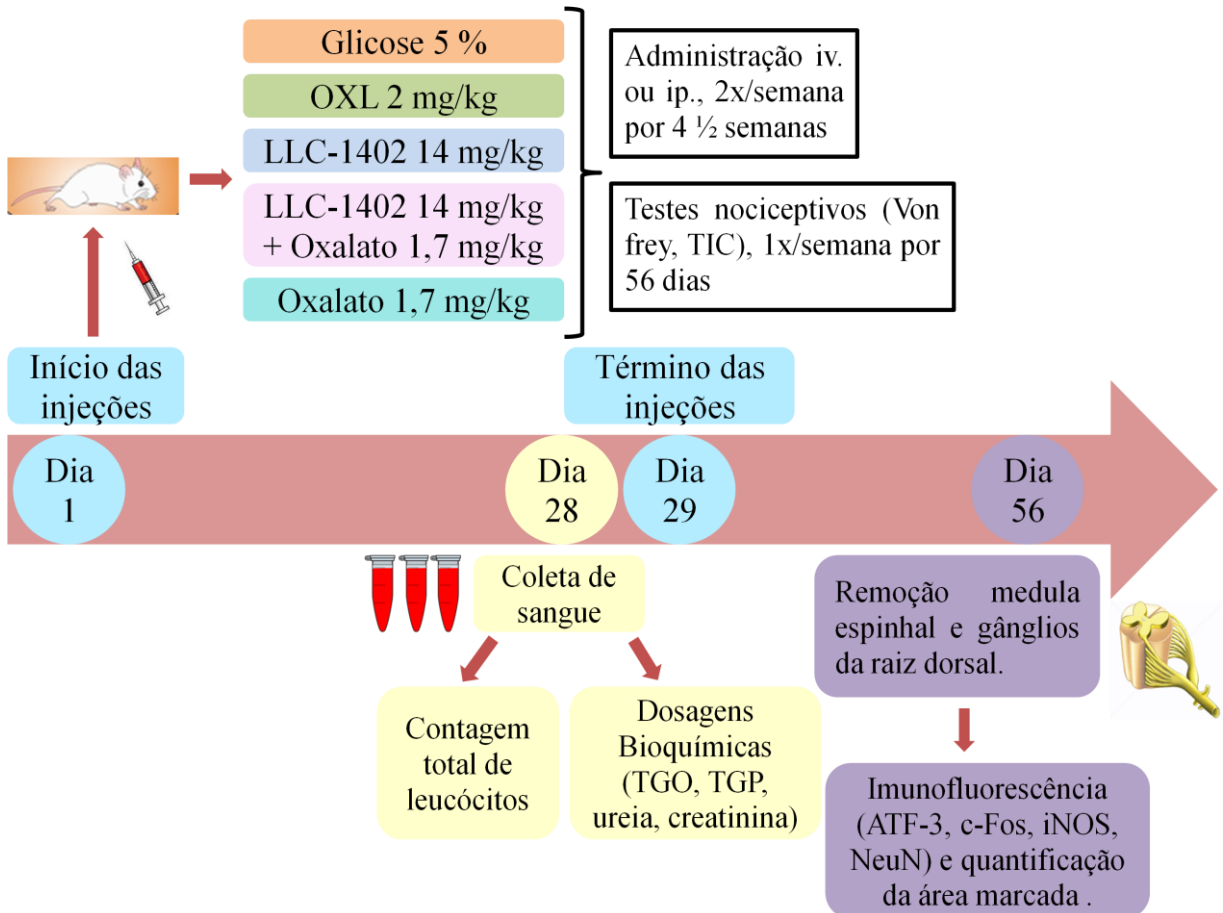 Glicose 5 %
OXL 2 mg/kg
LLC-1402 14 mg/kg
LLC-1402 14 mg/kg
+ Oxalato 1,7 mg/kg
Oxalato 1,7 mg/kg
Administração iv.
ou ip., 2x/semana
por 4 ½ semanas
Testes nociceptivos (Von
frey, TIC), 1x/semana por
56 dias
Início das
injeções
Término das
injeções
Dia
1
Dia
28
Dia
29
Dia
56
Coleta de
sangue
Contagem
total de
leucócitos
Dosagens
Bioquímicas
(TGO, TGP,
ureia, creatinina)
Remoção medula
espinhal e gânglios
da raiz dorsal.
Imunofluorescência
(ATF-3, c-Fos, iNOS,
NeuN) e quantificação
da área marcada .